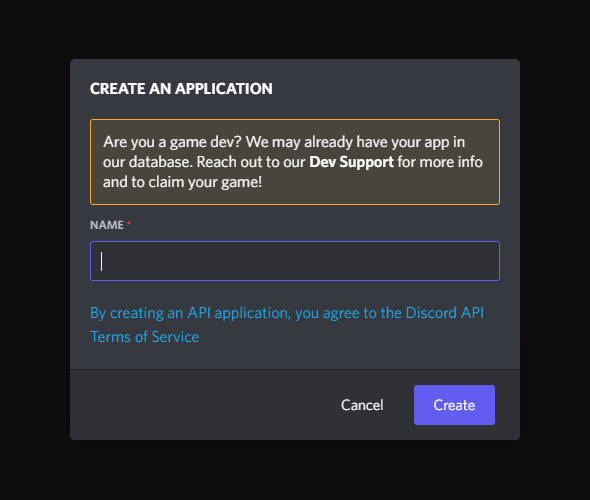 CREATE AN APPLICATION
Are you a game dev? We may already have your app in
our database. Reach out to our Dev Support for more info
and to claim your game!
NAME *
By creating an API application, you agree to the Discord API
Terms of Service
Cancel Create